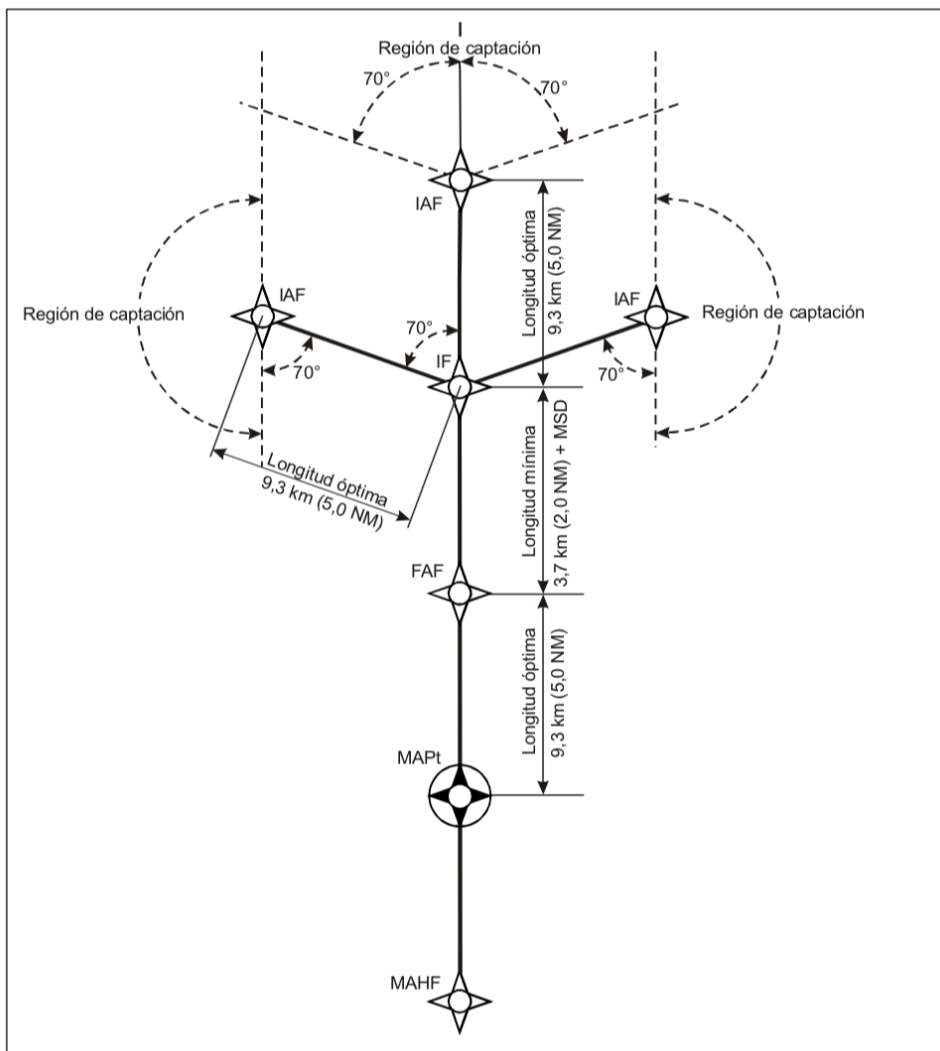 Región de captación
70°
70°
IAF
IAF
IAF
Región de captación
Región de captación
Longitud óptima
9,3 km (5,0 NM)
70°
IF
70°
70°
Longitud óptima
9,3 km (5,0 NM)
Longitud mínima
3,7 km (2,0 NM) + MSD
FAF
Longitud óptima
9,3 km (5,0 NM)
MAPt
MAHF